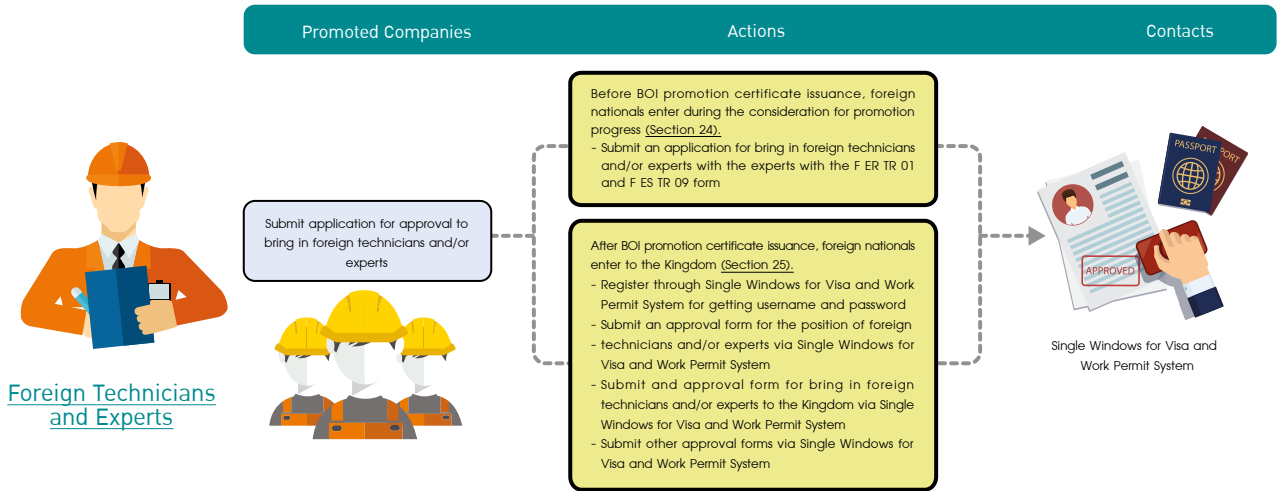 Promoted Companies
Actions
Contacts
Foreign Technicians
and Experts
Submit application for approval to
bring in foreign technicians and/or
experts
Before BOI promotion certificate issuance, foreign
nationals enter during the consideration for promotion
progress (Section 24).
- Submit an application for bring in foreign technicians
and/or experts with the experts with the F ER TR 01
and F ES TR 09 form
After BOI promotion certificate issuance, foreign nationals
enter to the Kingdom (Section 25).
- Register through Single Windows for Visa and Work
Permit System for getting username and password
- Submit an approval form for the position of foreign
- technicians and/or experts via Single Windows for
Visa and Work Permit System
- Submit and approval form for bring in foreign
technicians and/or experts to the Kingdom via Single
Windows for Visa and Work Permit System
- Submit other approval forms via Single Windows for
Visa and Work Permit System
PASSPORT
PORT
APPROVED
Single Windows for Visa and
Work Permit System